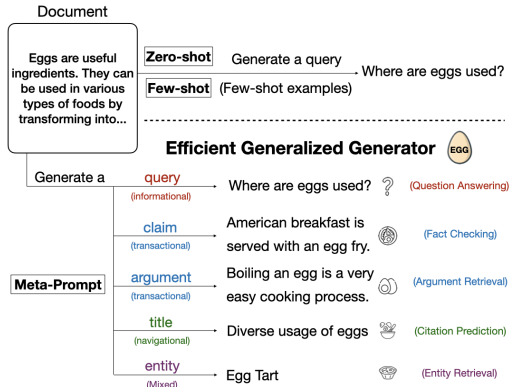 Document
Eggs are useful
ingredients. They can
be used in various
types of foods by
transforming into...
Zero-shot
Generate a query
Few-shot
(Few-shot examples)
Where are eggs used?
Efficient Generalized Generator
EGG
Generate a
Meta-Prompt
query
(informational)
Where are eggs used?
(Question Answering)
claim
(transactional)
American breakfast is
served with an egg fry.
(Fact Checking)
argument
(transactional)
Boiling an egg is a very
easy cooking process.
(Argument Retrieval)
title
(navigational)
Diverse usage of eggs
(Citation Prediction)
entity
(Mixed)
Egg Tart
(Entity Retrieval)